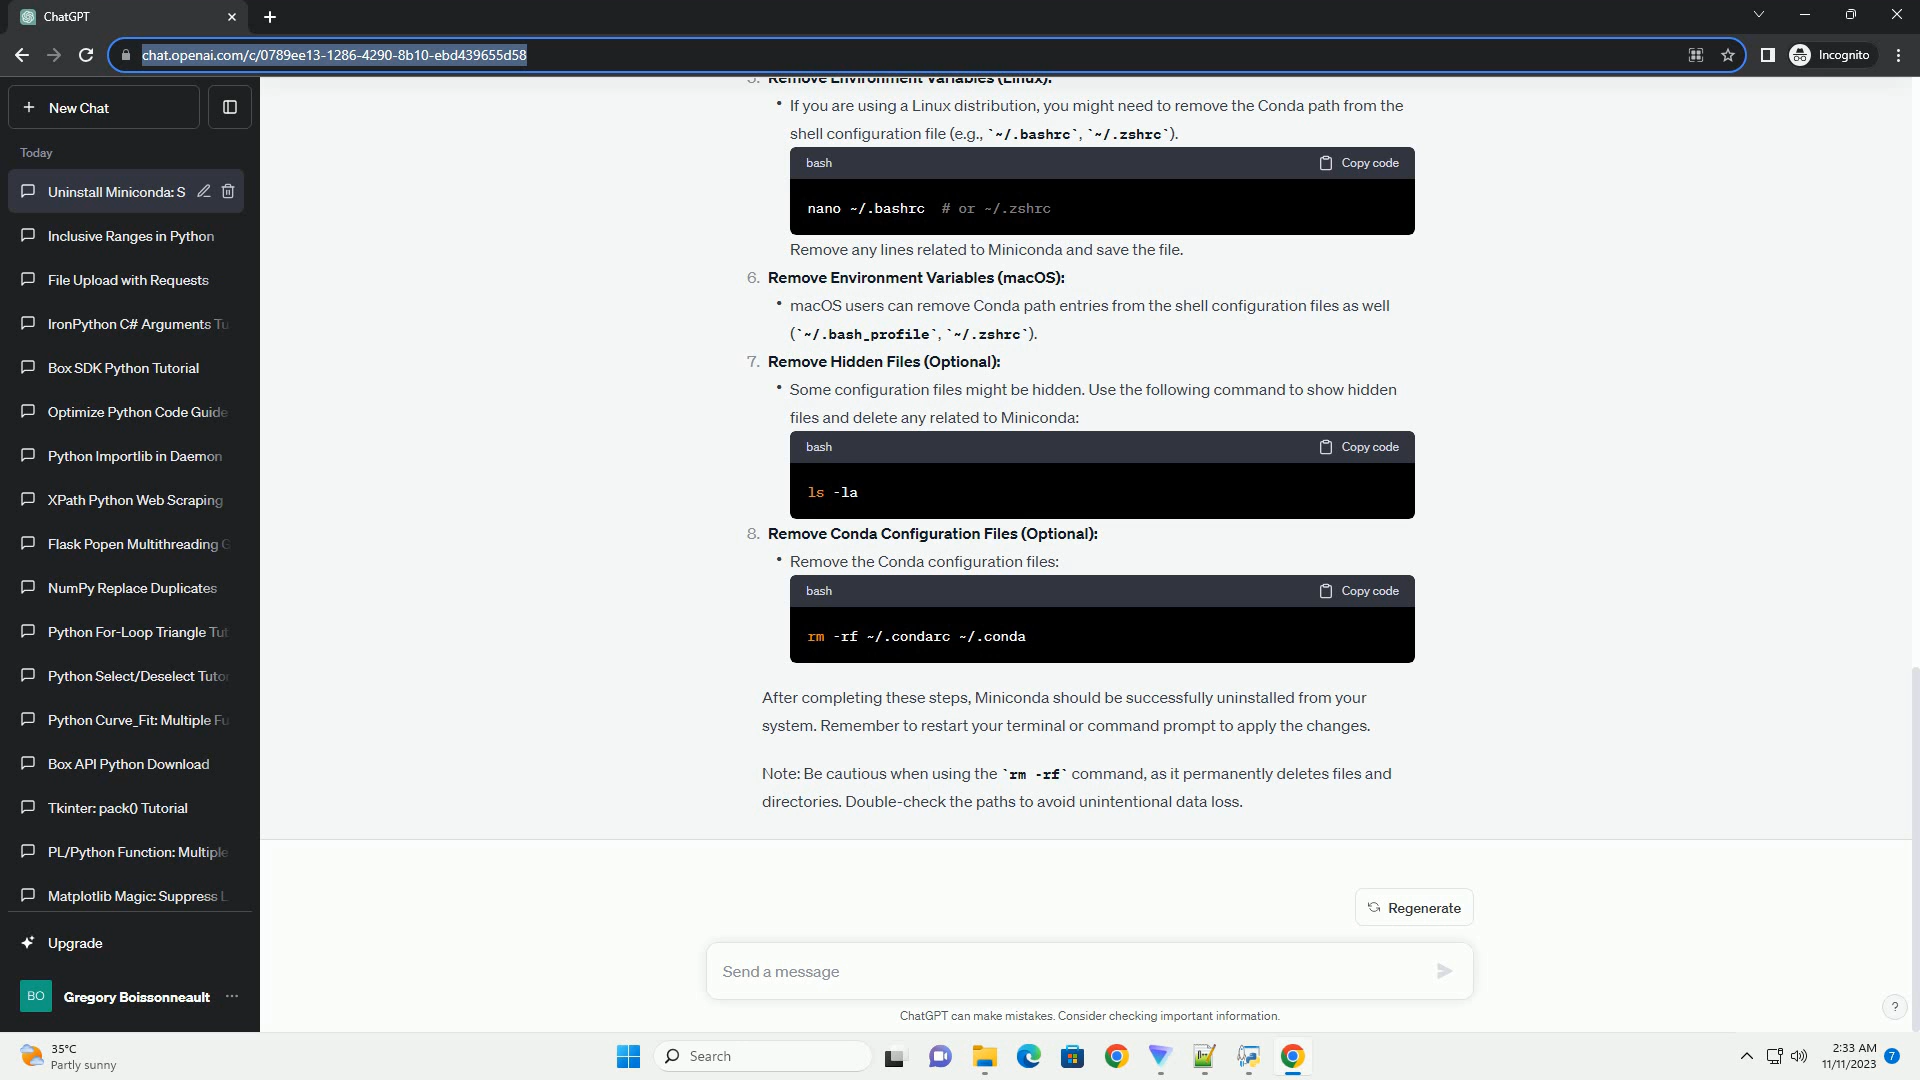 ChatGPT
chat.openai.com/c/0789ee13-1286-4290-8b10-ebd439655d58
Incognito
New Chat
Today
Uninstall Miniconda: S
Inclusive Ranges in Python
File Upload with Requests
IronPython C# Arguments Tu
Box SDK Python Tutorial
Optimize Python Code Guide
Python Importlib in Daemon
XPath Python Web Scraping
Flask Popen Multithreading G
NumPy Replace Duplicates
Python For-Loop Triangle Tut
Python Select/Deselect Tutor
Python Curve_Fit: Multiple Fu
Box API Python Download
Tkinter: pack() Tutorial
PL/Python Function: Multiple
Matplotlib Magic: Suppress L
Upgrade
BO Gregory Boissonneault
5. Remove Environment Variables (Linux):
• If you are using a Linux distribution, you might need to remove the Conda path from the
shell configuration file (e.g., `~/.bashrc`, `~/.zshrc`).
bash Copy code
nano ~/.bashrc # or ~/.zshrc
Remove any lines related to Miniconda and save the file.
6. Remove Environment Variables (macOS):
• macOS users can remove Conda path entries from the shell configuration files as well
(`~/.bash_profile`, `~/.zshrc`).
7. Remove Hidden Files (Optional):
• Some configuration files might be hidden. Use the following command to show hidden
files and delete any related to Miniconda:
bash Copy code
ls -la
8. Remove Conda Configuration Files (Optional):
• Remove the Conda configuration files:
bash Copy code
rm -rf ~/.condarc ~/.conda
After completing these steps, Miniconda should be successfully uninstalled from your
system. Remember to restart your terminal or command prompt to apply the changes.
Note: Be cautious when using the `rm -rf` command, as it permanently deletes files and
directories. Double-check the paths to avoid unintentional data loss.
Regenerate
Send a message
ChatGPT can make mistakes. Consider checking important information.
?
35°C
Partly sunny
Search
2:33 AM
11/11/2023
7